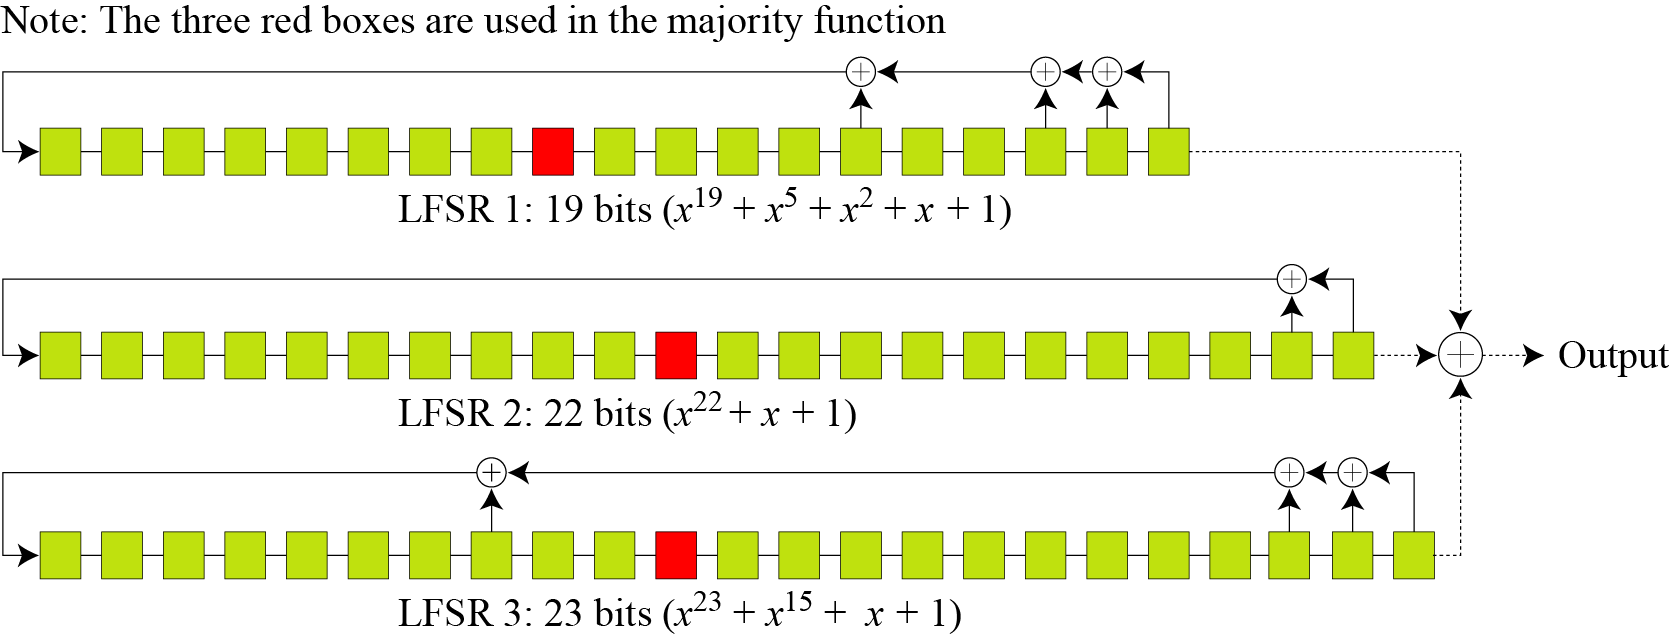 Note: The three red boxes are used in the majority function
LFSR 1: 19 bits (x¹⁹ + x⁵ + x² + x + 1)
LFSR 2: 22 bits (x²² + x + 1)
Output
LFSR 3: 23 bits (x²³ + x¹⁵ + x + 1)